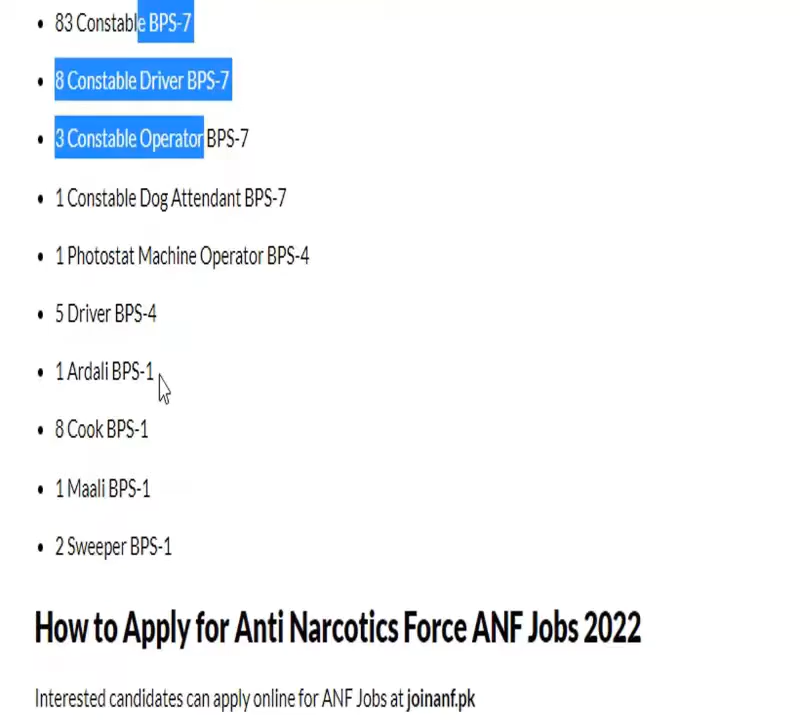 83 Constable BPS-7
8 Constable Driver BPS-7
3 Constable Operator BPS-7
1 Constable Dog Attendant BPS-7
1 Photostat Machine Operator BPS-4
5 Driver BPS-4
1 Ardali BPS-1
8 Cook BPS-1
1 Maali BPS-1
2 Sweeper BPS-1
How to Apply for Anti Narcotics Force ANF Jobs 2022
Interested candidates can apply online for ANF Jobs at joinanf.pk